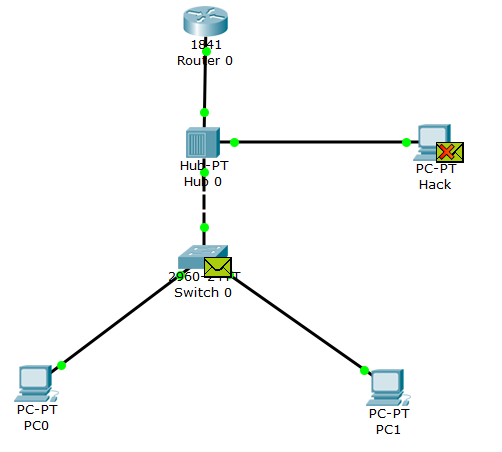 1841
Router 0
Hub-PT
Hub 0
PC-PT
Hack
Switch 0
PC-PT
PC0
PC-PT
PC1